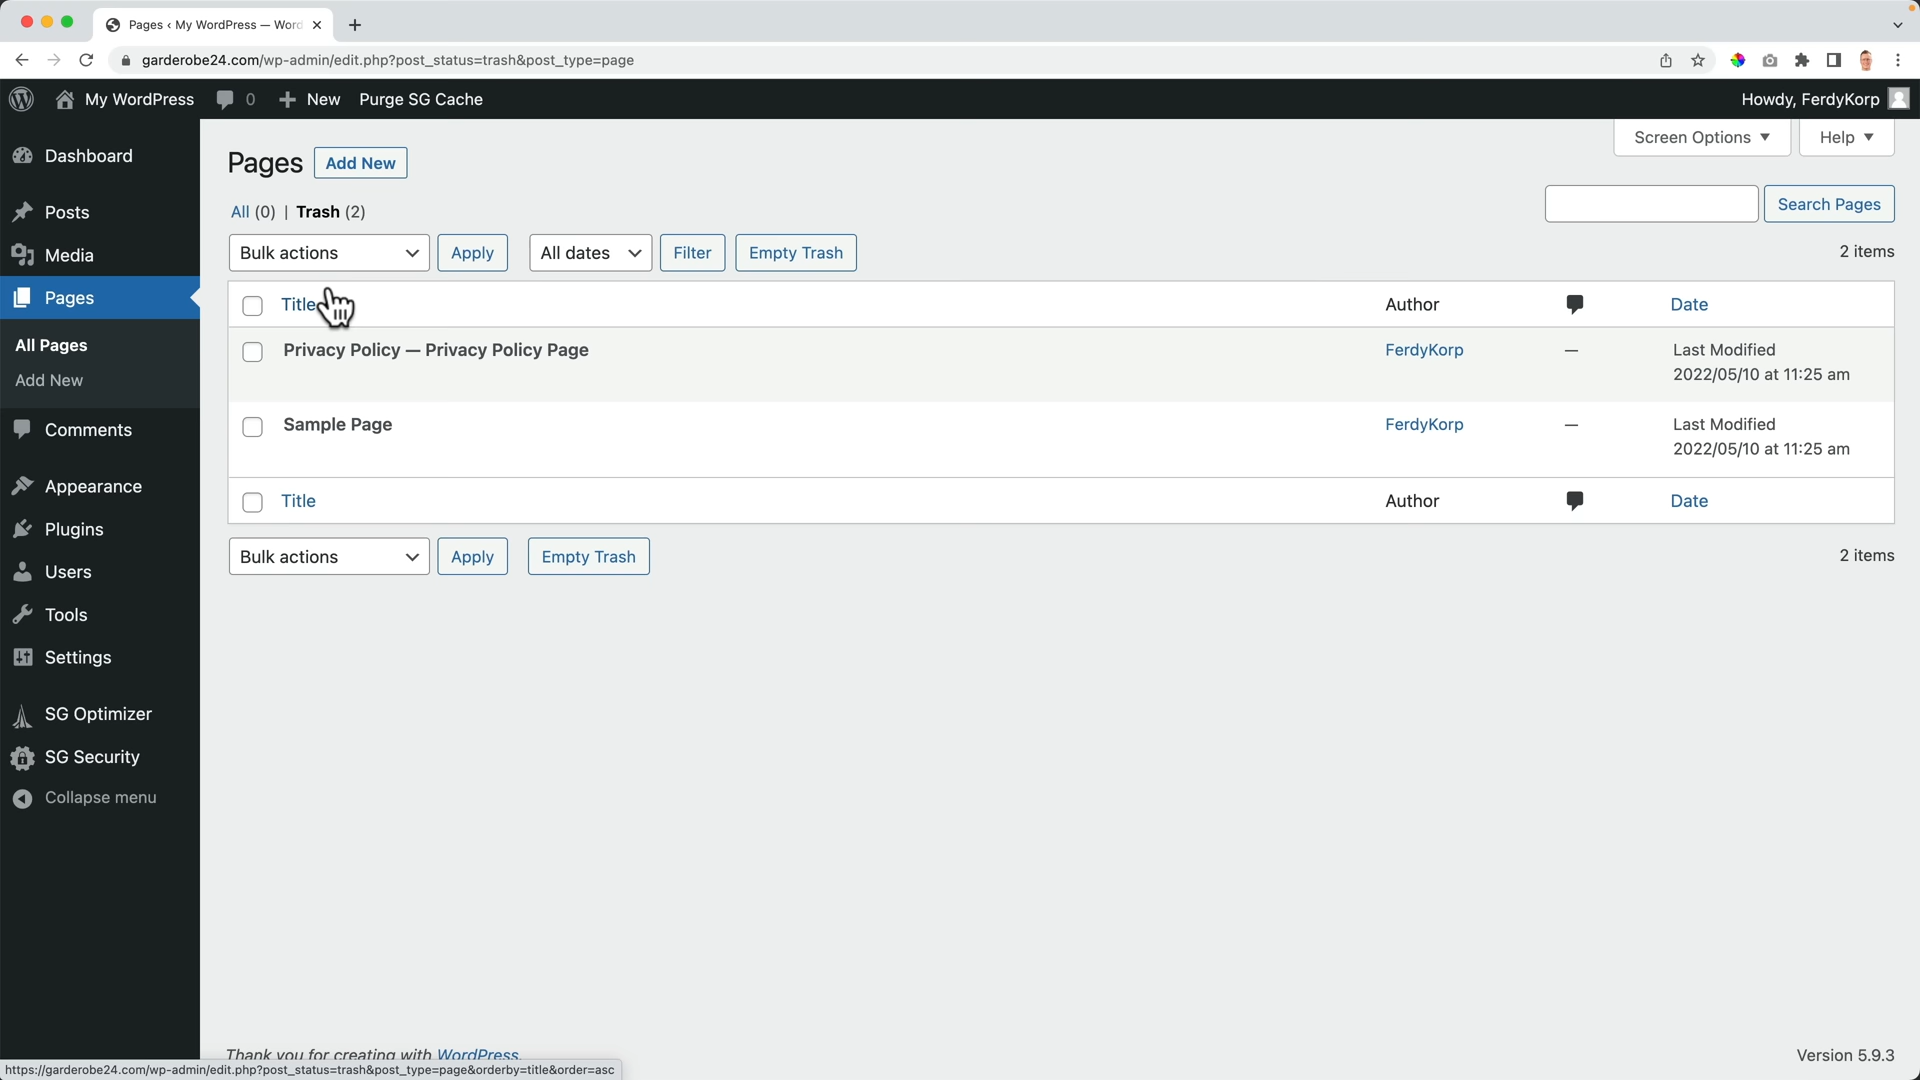 Pages ‹ My WordPress — Word
garderobe24.com/wp-admin/edit.php?post_status=trash&post_type=page
My WordPress 0 New Purge SG Cache Howdy, FerdyKorp
Screen Options Help
Dashboard
Posts
Media
Pages
All Pages
Add New
Comments
Appearance
Plugins
Users
Tools
Settings
SG Optimizer
SG Security
Collapse menu
Pages Add New
All (0) | Trash (2)
Search Pages
Bulk actions Apply All dates Filter Empty Trash 2 items
Title Author Date
Privacy Policy — Privacy Policy Page FerdyKorp — Last Modified
2022/05/10 at 11:25 am
Sample Page FerdyKorp — Last Modified
2022/05/10 at 11:25 am
Title Author Date
Bulk actions Apply Empty Trash 2 items
Thank you for creating with WordPress. Version 5.9.3
https://garderobe24.com/wp-admin/edit.php?post_status=trash&post_type=page&orderby=title&order=asc